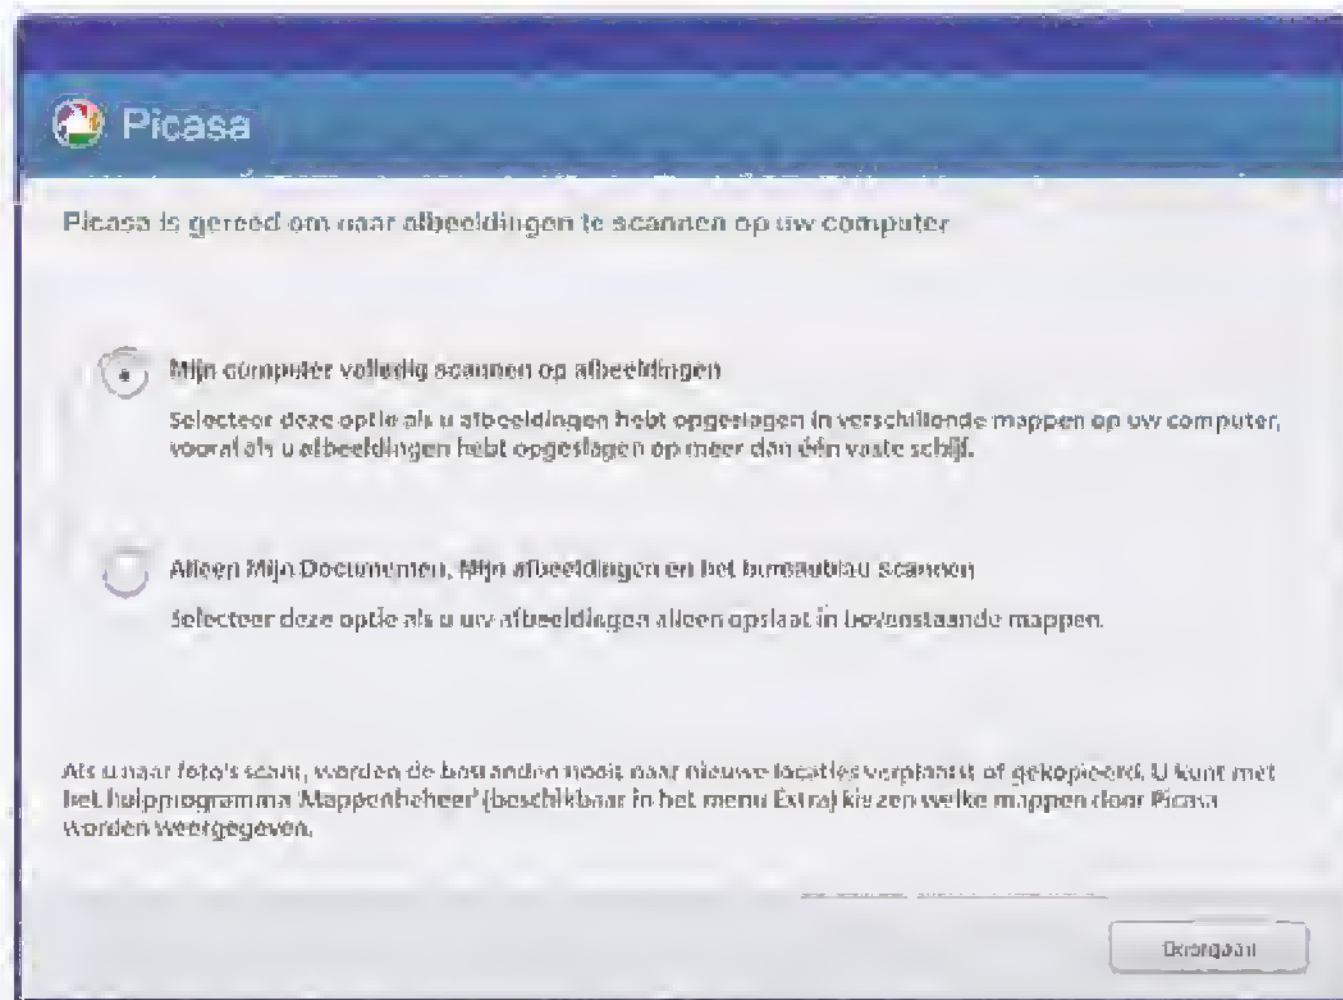 Picasa
Picasa is gereed om naar afbeeldingen te scannen op uw computer
Mijn computer volledig scannen op afbeeldingen
Selecteer deze optie als u afbeeldingen hebt opgeslagen in verschillende mappen op uw computer,
vooral als u afbeeldingen hebt opgeslagen op meer dan één vaste schijf.
Alleen Mijn Documenten, Mijn afbeeldingen en het bureaublad scannen
Selecteer deze optie als u uw afbeeldingen alleen opslaat in bovenstaande mappen.
Als u naar foto's scant, worden de bestanden nooit naar nieuwe locaties verplaatst of gekopieerd. U kunt met
het hulpprogramma 'Mappenbeheer' (beschikbaar in het menu Extra) kiezen welke mappen door Picasa
worden weergegeven.
Doorgaan